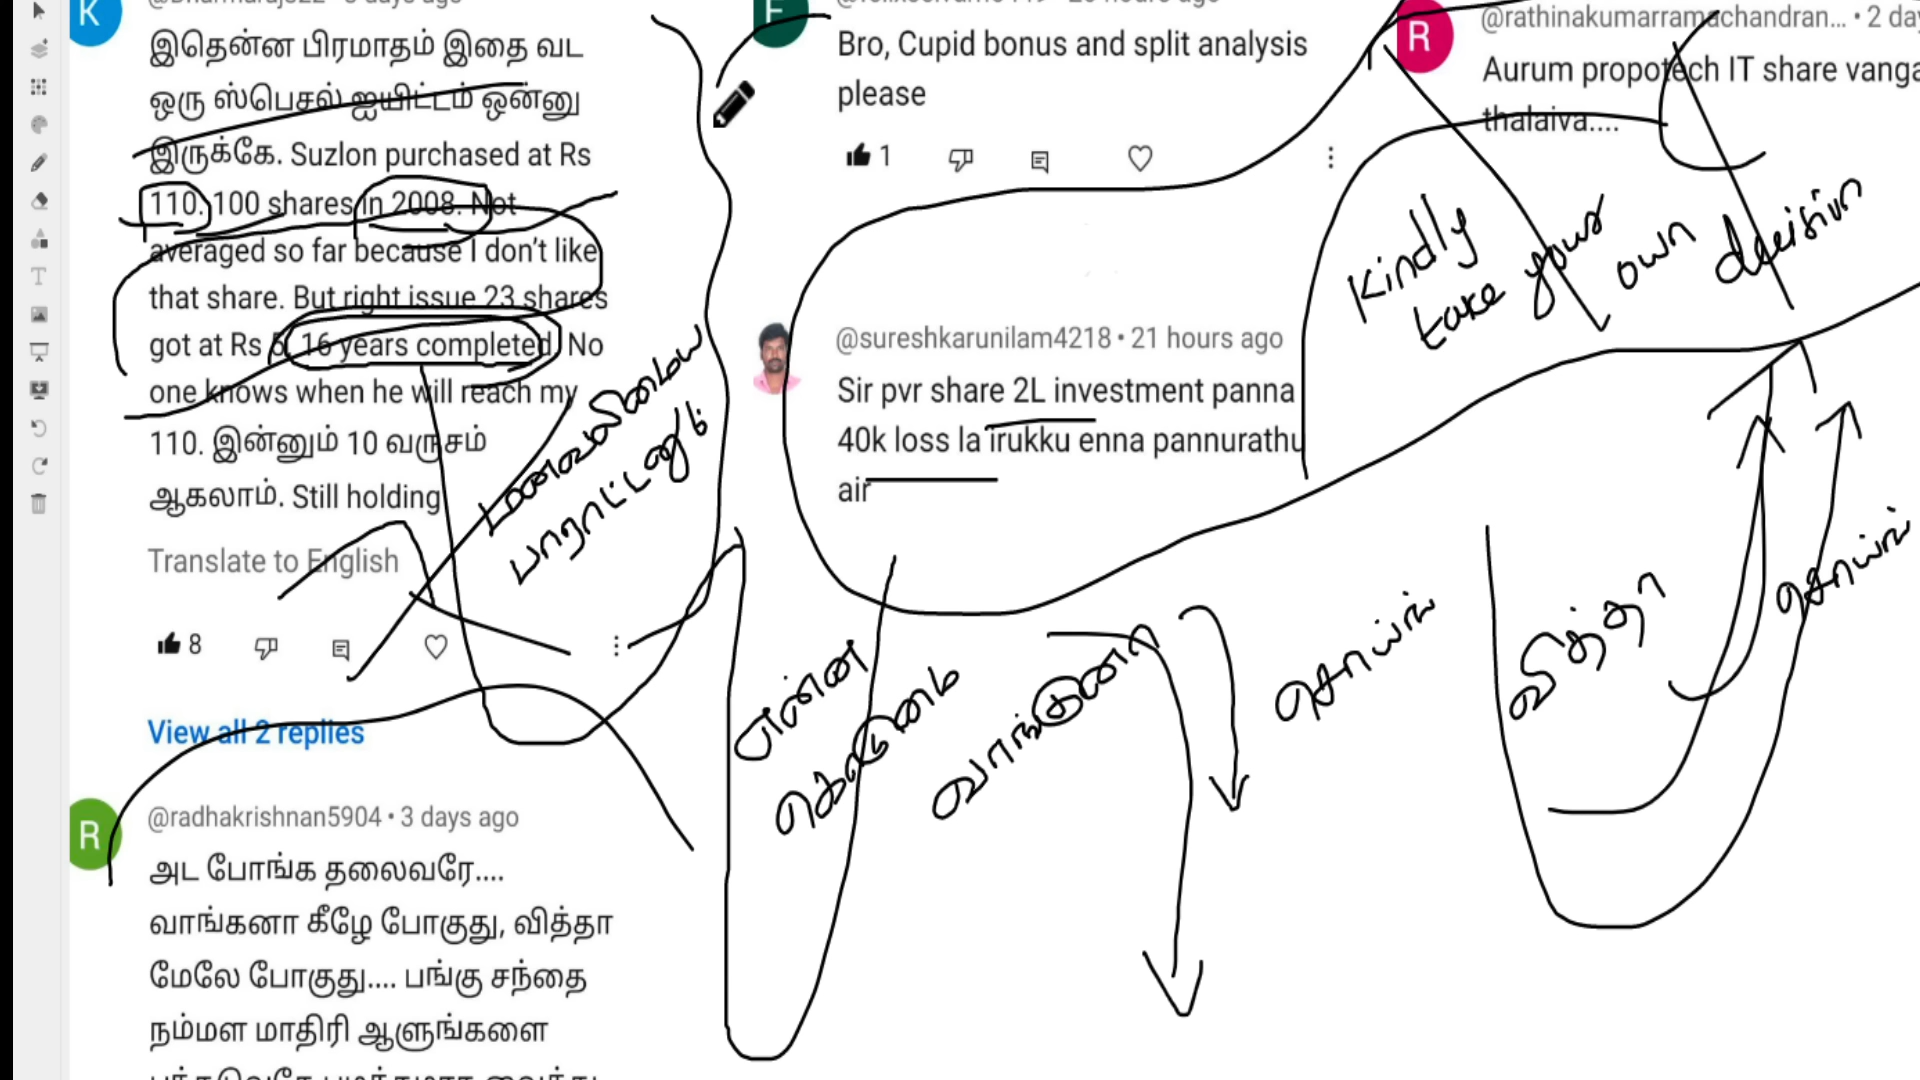 K
இதென்ன பிரமாதம் இதை வட
ஒரு ஸ்பெசல் ஐயிட்டம் ஒன்னு
இருக்கே. Suzlon purchased at Rs
110. 100 shares in 2008. Not
averaged so far because I don't like
that share. But right issue 23 shares
got at Rs 5. 16 years completed. No
one knows when he will reach my
110. இன்னும் 10 வருசம்
ஆகலாம். Still holding
Translate to English
8
View all 2 replies
R
@radhakrishnan5904 • 3 days ago
அட போங்க தலைவரே....
வாங்கனா கீழே போகுது, வித்தா
மேலே போகுது.... பங்கு சந்தை
நம்மள மாதிரி ஆளுங்களை
Bro, Cupid bonus and split analysis
please
1
@sureshkarunilam4218 • 21 hours ago
Sir pvr share 2L investment panna
40k loss la irukku enna pannurathu
air
R
@rathinakumarramachandran... • 2 day
Aurum propotech IT share vanga
thalaiva....
Kindly
take your
own decision
என்ன
வாங்குனா
வித்தா